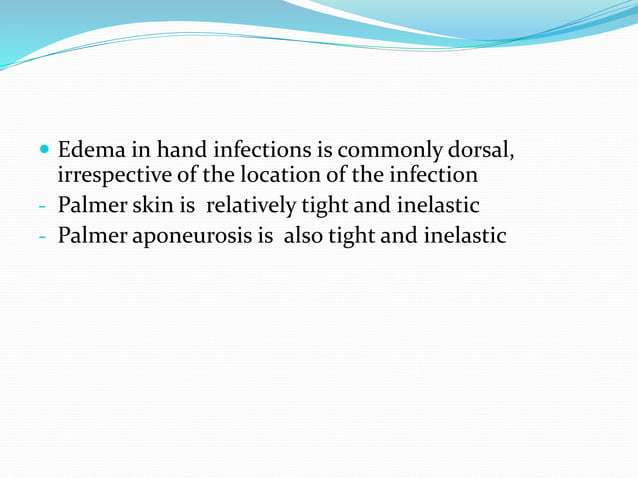 • Edema in hand infections is commonly dorsal,
irrespective of the location of the infection
- Palmer skin is relatively tight and inelastic
- Palmer aponeurosis is also tight and inelastic